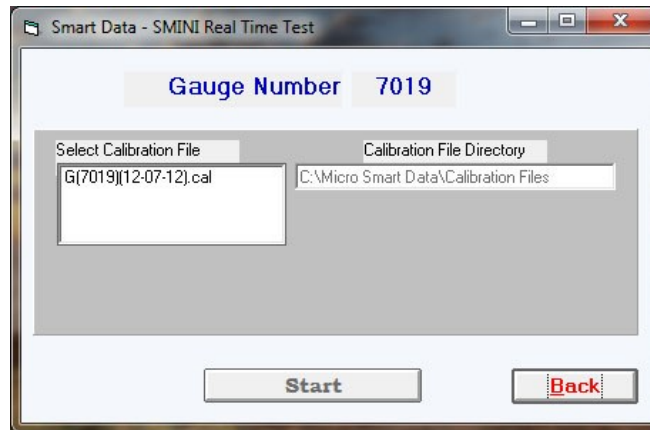 Smart Data - SMINI Real Time Test
Gauge Number 7019
Select Calibration File
Calibration File Directory
G(7019)(12-07-12).cal
C:\Micro Smart Data\Calibration Files
Start
Back